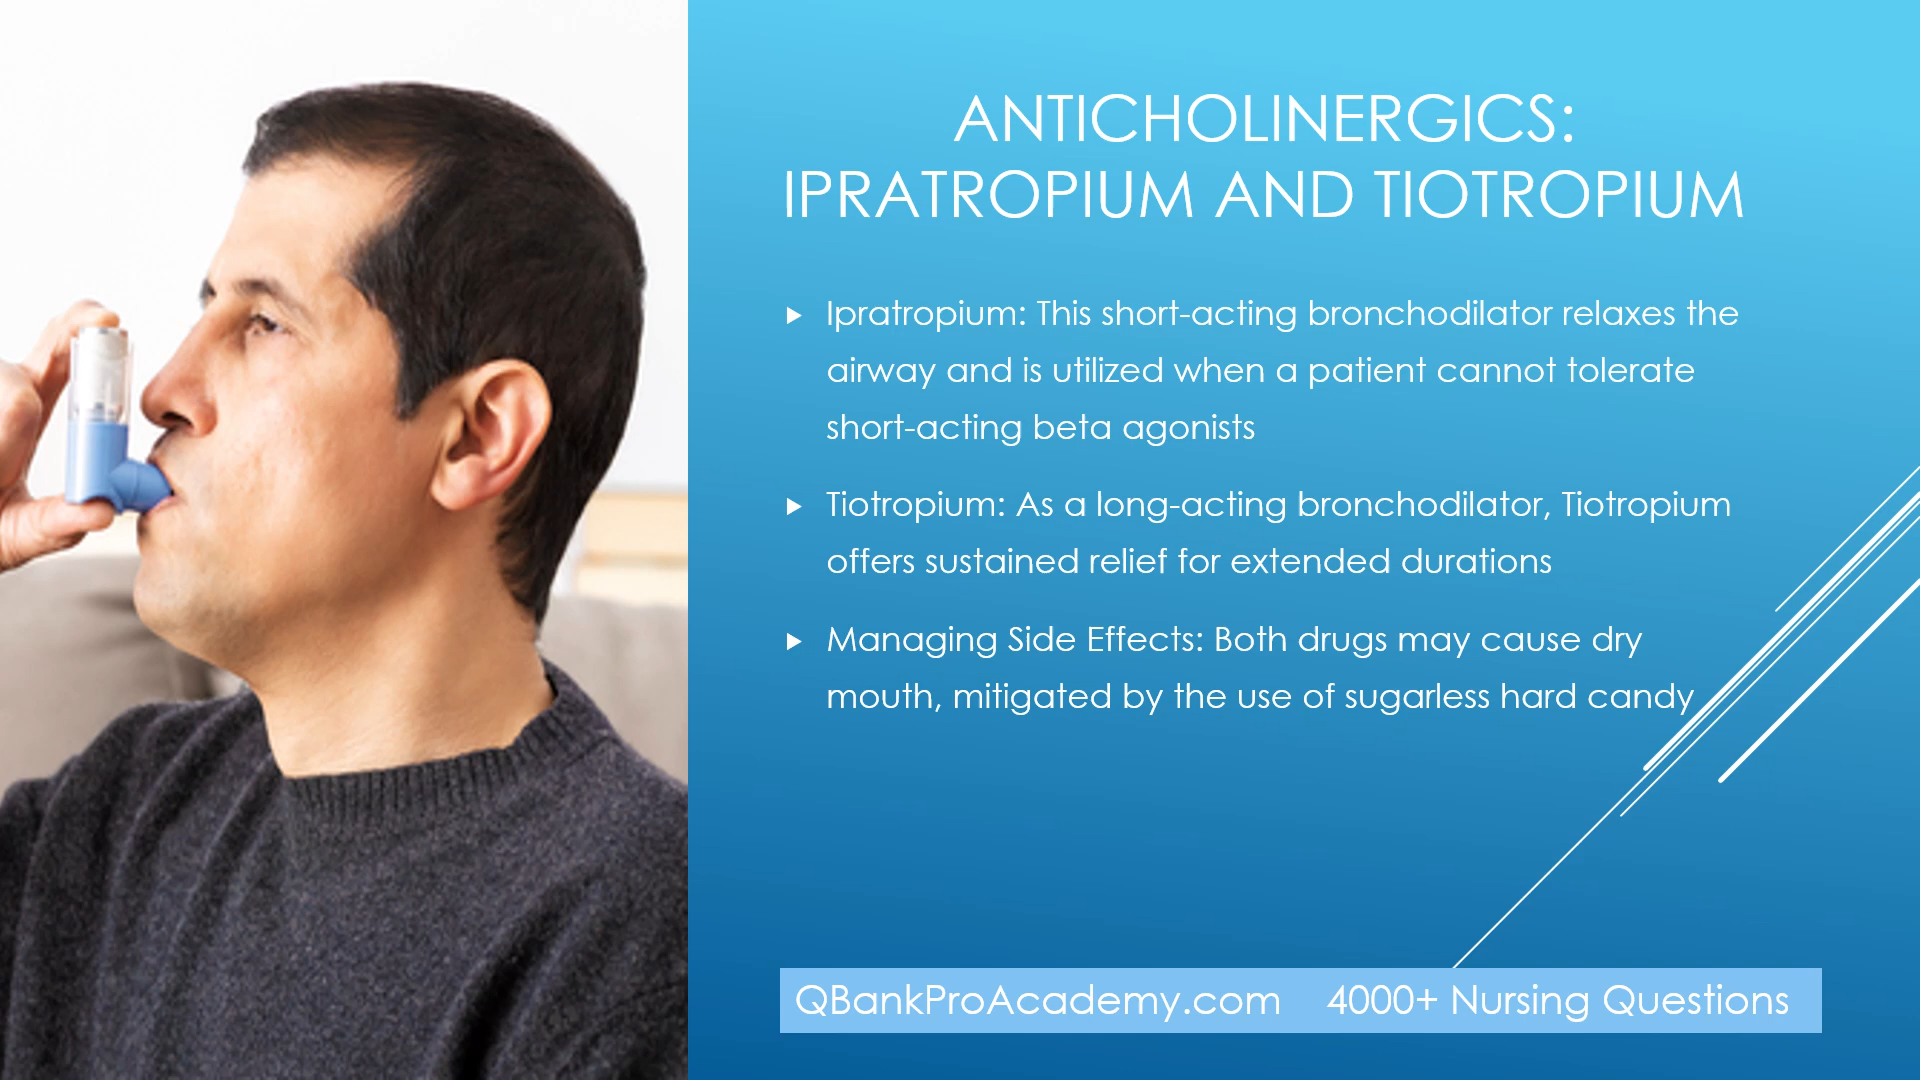 ANTICHOLINERGICS:
IPRATROPIUM AND TIOTROPIUM
Ipratropium: This short-acting bronchodilator relaxes the
airway and is utilized when a patient cannot tolerate
short-acting beta agonists
Tiotropium: As a long-acting bronchodilator, Tiotropium
offers sustained relief for extended durations
Managing Side Effects: Both drugs may cause dry
mouth, mitigated by the use of sugarless hard candy
QBankProAcademy.com 4000+ Nursing Questions